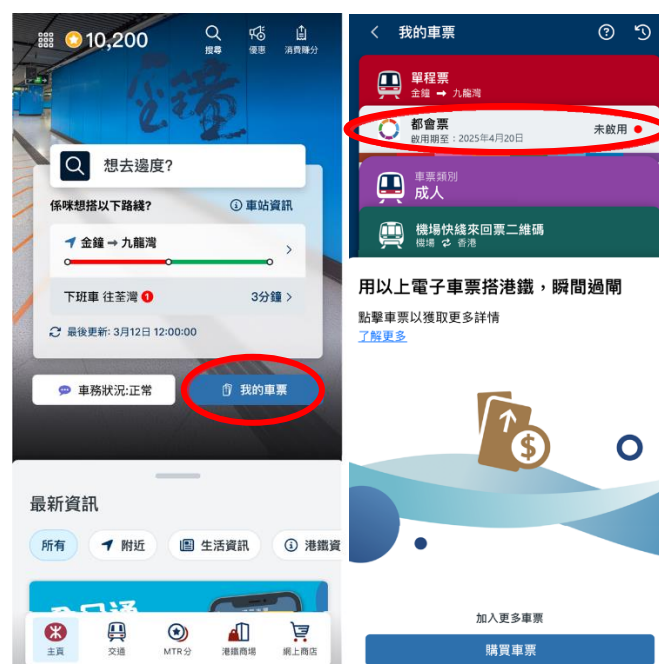 10,200
搜尋
優惠
消費賺分
金鐘
想去邊度?
係咪想搭以下路綫?
車站資訊
金鐘 → 九龍灣
下班車 往荃灣 1
3分鐘
最後更新: 3月12日 12:00:00
車務狀況:正常
我的車票
最新資訊
所有
附近
生活資訊
港鐵資
主頁
交通
MTR分
港鐵商場
網上商店
我的車票
單程票
金鐘 → 九龍灣
都會票
啟用期至:2025年4月20日
未啟用
車票類別
成人
機場快綫來回票二維碼
機場 香港
用以上電子車票搭港鐵,瞬間過閘
點擊車票以獲取更多詳情
了解更多
$
加入更多車票
購買車票